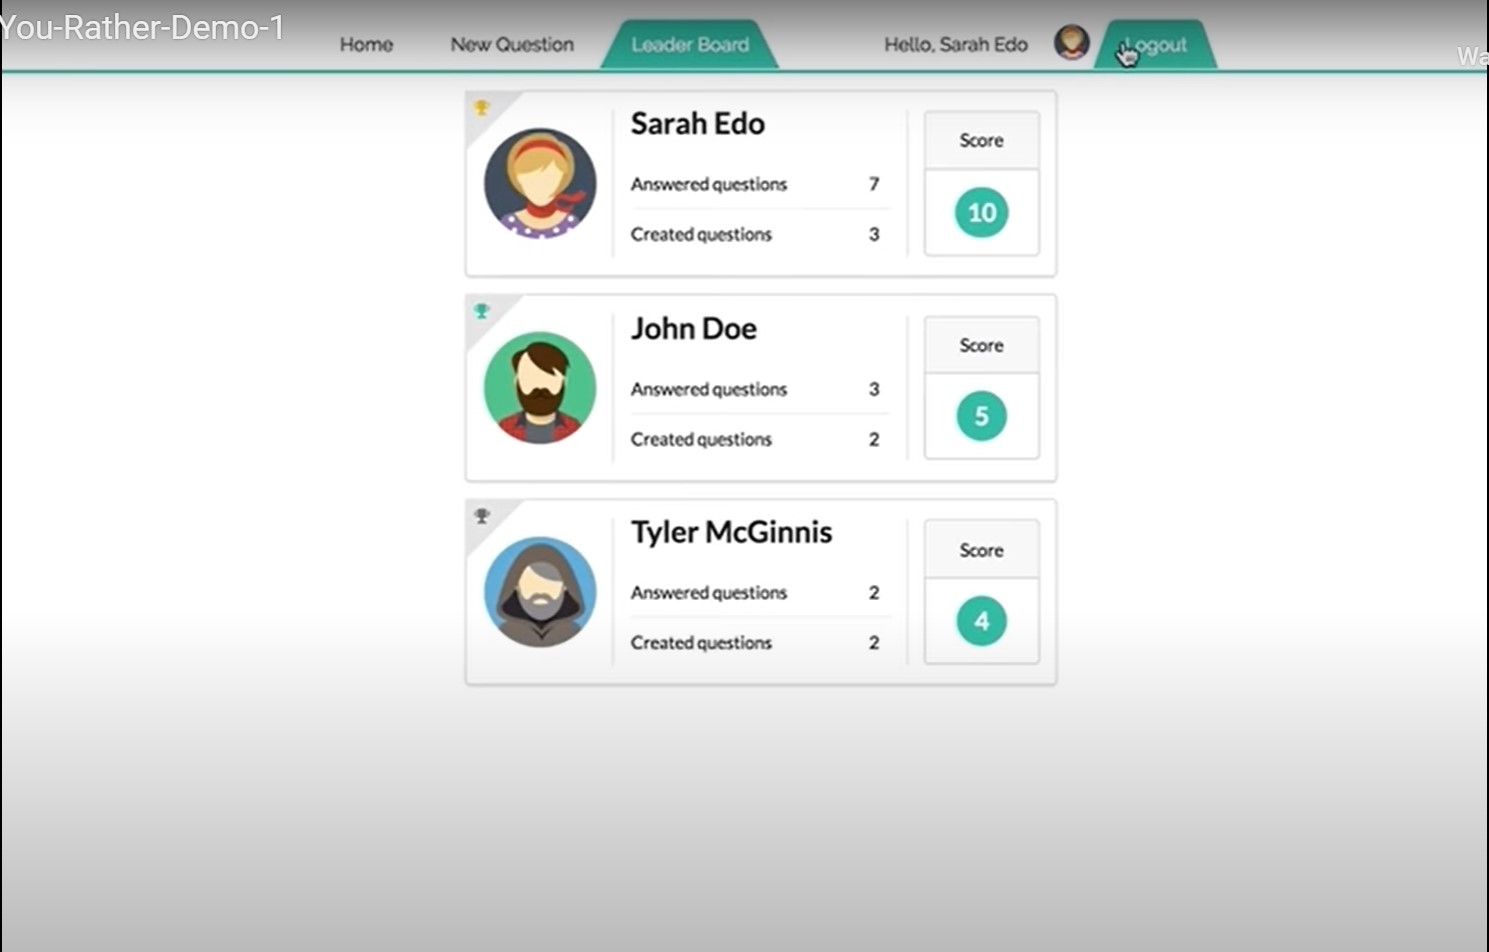 You-Rather-Demo-1
Home New Question Leader Board Hello, Sarah Edo Logout
Sarah Edo
Answered questions 7
Created questions 3
Score
10
John Doe
Answered questions 3
Created questions 2
Score
5
Tyler McGinnis
Answered questions 2
Created questions 2
Score
4